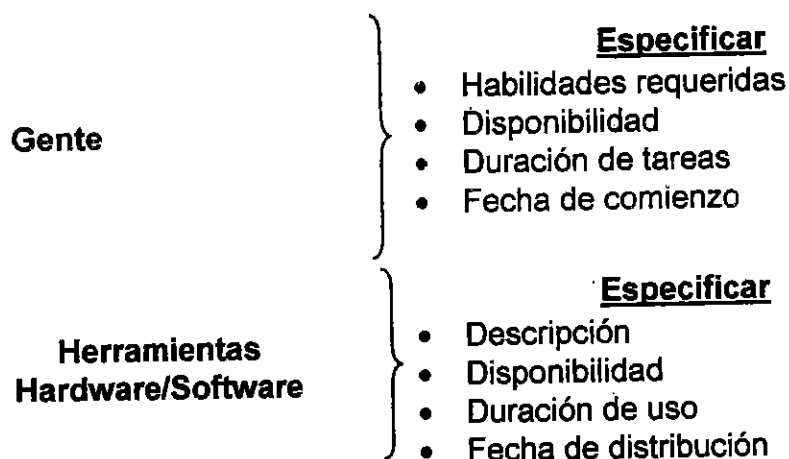 Especificar
• Habilidades requeridas
• Disponibilidad
Gente
• Duración de tareas
• Fecha de comienzo
Especificar
• Descripción
Herramientas
• Disponibilidad
Hardware/Software
• Duración de uso
• Fecha de distribución